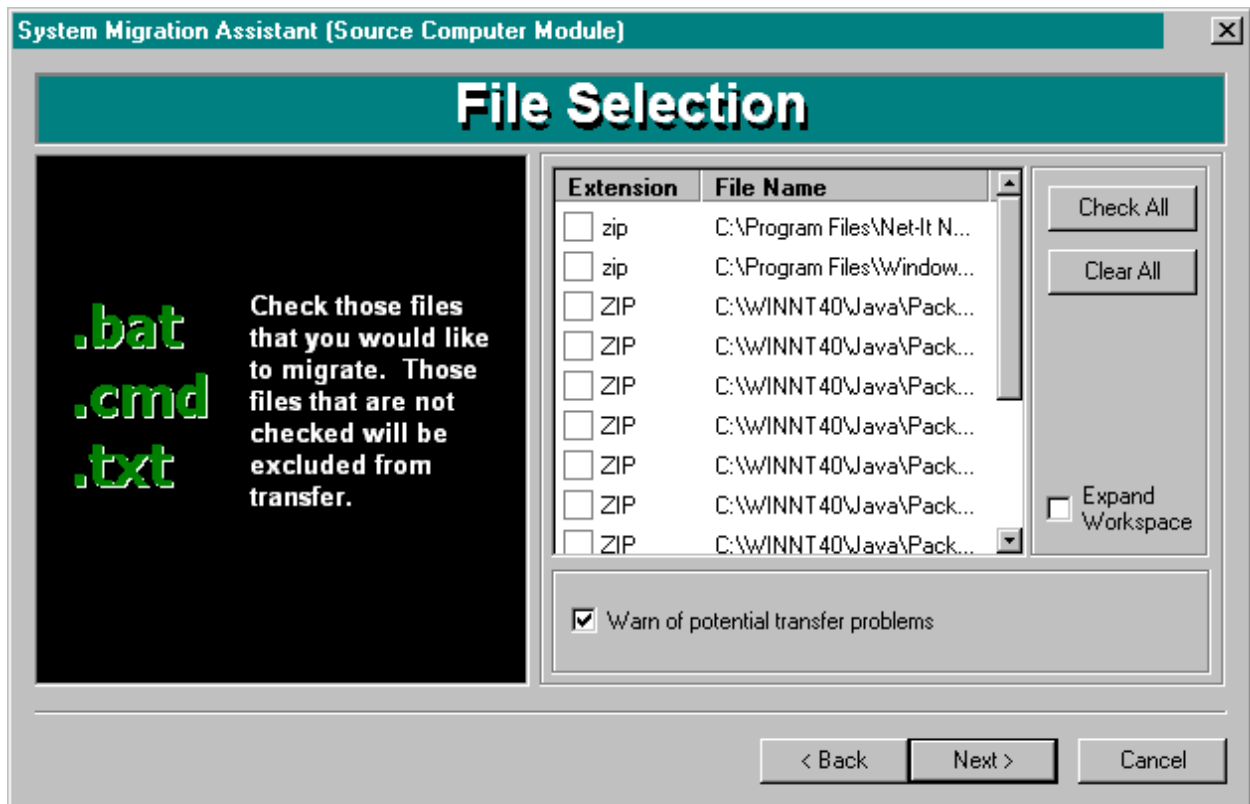 System Migration Assistant (Source Computer Module)
File Selection
.bat
.cmd
.txt
Check those files
that you would like
to migrate. Those
files that are not
checked will be
excluded from
transfer.
Extension File Name
zip C:\Program Files\Net-It N...
zip C:\Program Files\Window...
ZIP C:\WINNT40\Java\Pack...
ZIP C:\WINNT40\Java\Pack...
ZIP C:\WINNT40\Java\Pack...
ZIP C:\WINNT40\Java\Pack...
ZIP C:\WINNT40\Java\Pack...
ZIP C:\WINNT40\Java\Pack...
ZIP C:\WINNT40\Java\Pack...
Check All
Clear All
Expand
Workspace
Warn of potential transfer problems
< Back
Next >
Cancel